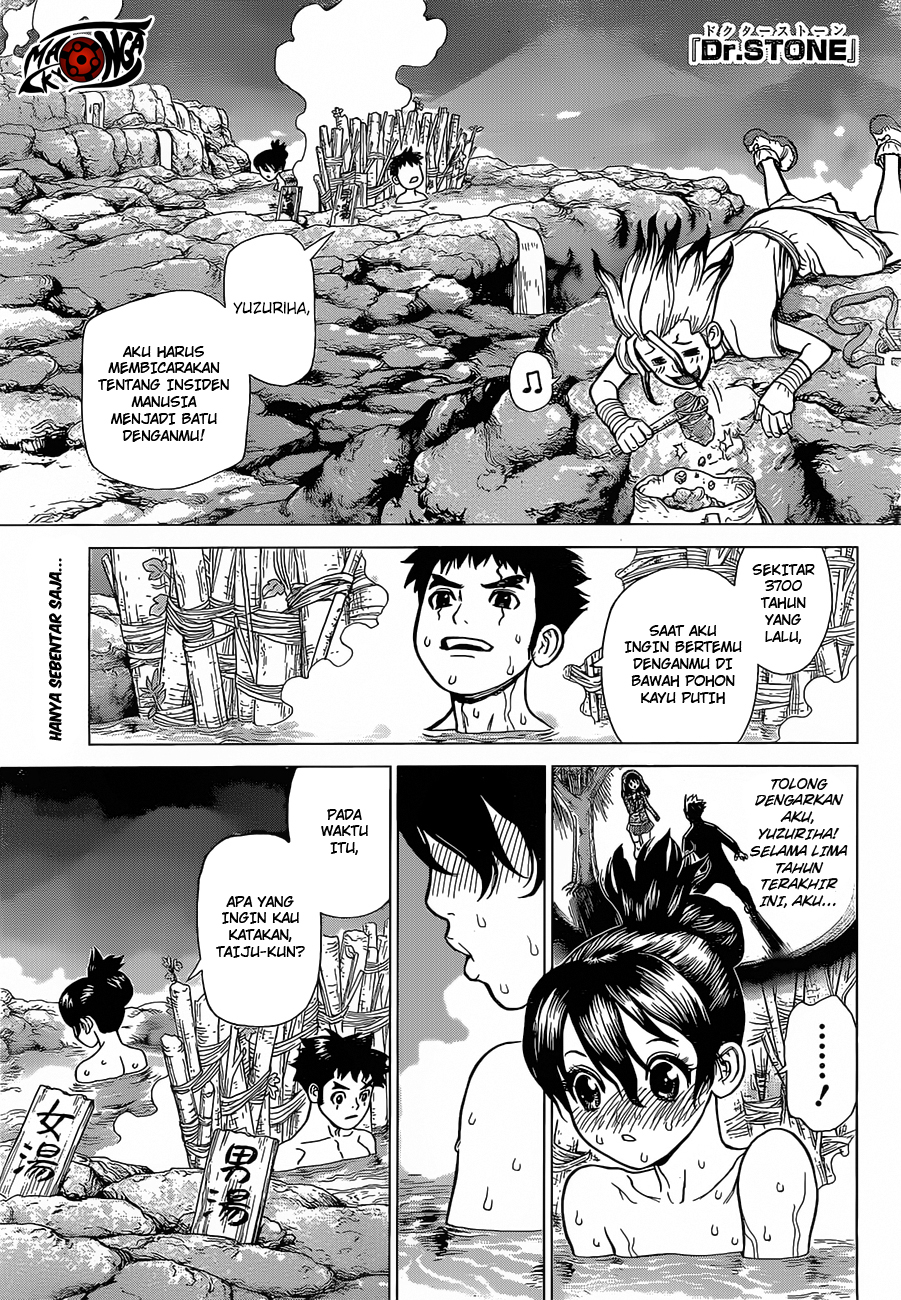 MANGAKYO
ドクターストーン
『Dr.STONE』
YUZURIHA,
AKU HARUS
MEMBICARAKAN
TENTANG INSIDEN
MANUSIA
MENJADI BATU
DENGANMU!
♫
HANYA SEBENTAR SAJA...
SEKITAR
3700
TAHUN
YANG
LALU,
SAAT AKU
INGIN BERTEMU
DENGANMU DI
BAWAH POHON
KAYU PUTIH
TOLONG
DENGARKAN
AKU,
YUZURIHA!
SELAMA LIMA
TAHUN
TERAKHIR
INI, AKU...
......!
PADA
WAKTU
ITU,
APA YANG
INGIN KAU
KATAKAN,
TAIJU-KUN?
男湯
女湯